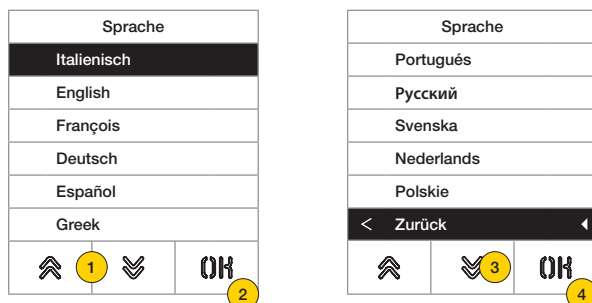 Sprache
Italienisch
English
François
Deutsch
Español
Greek
1
OK
2
Sprache
Portugués
Русский
Svenska
Nederlands
Polskie
< Zurück
3
OK
4